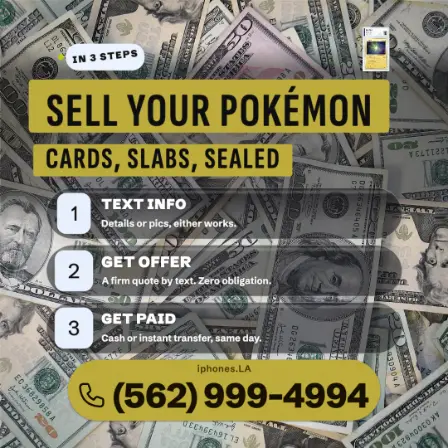 IN 3 STEPS
SELL YOUR POKÉMON
CARDS, SLABS, SEALED
1
TEXT INFO
Details or pics, either works.
2
GET OFFER
A firm quote by text. Zero obligation.
3
GET PAID
Cash or instant transfer, same day.
iphones.LA
(562) 999-4994